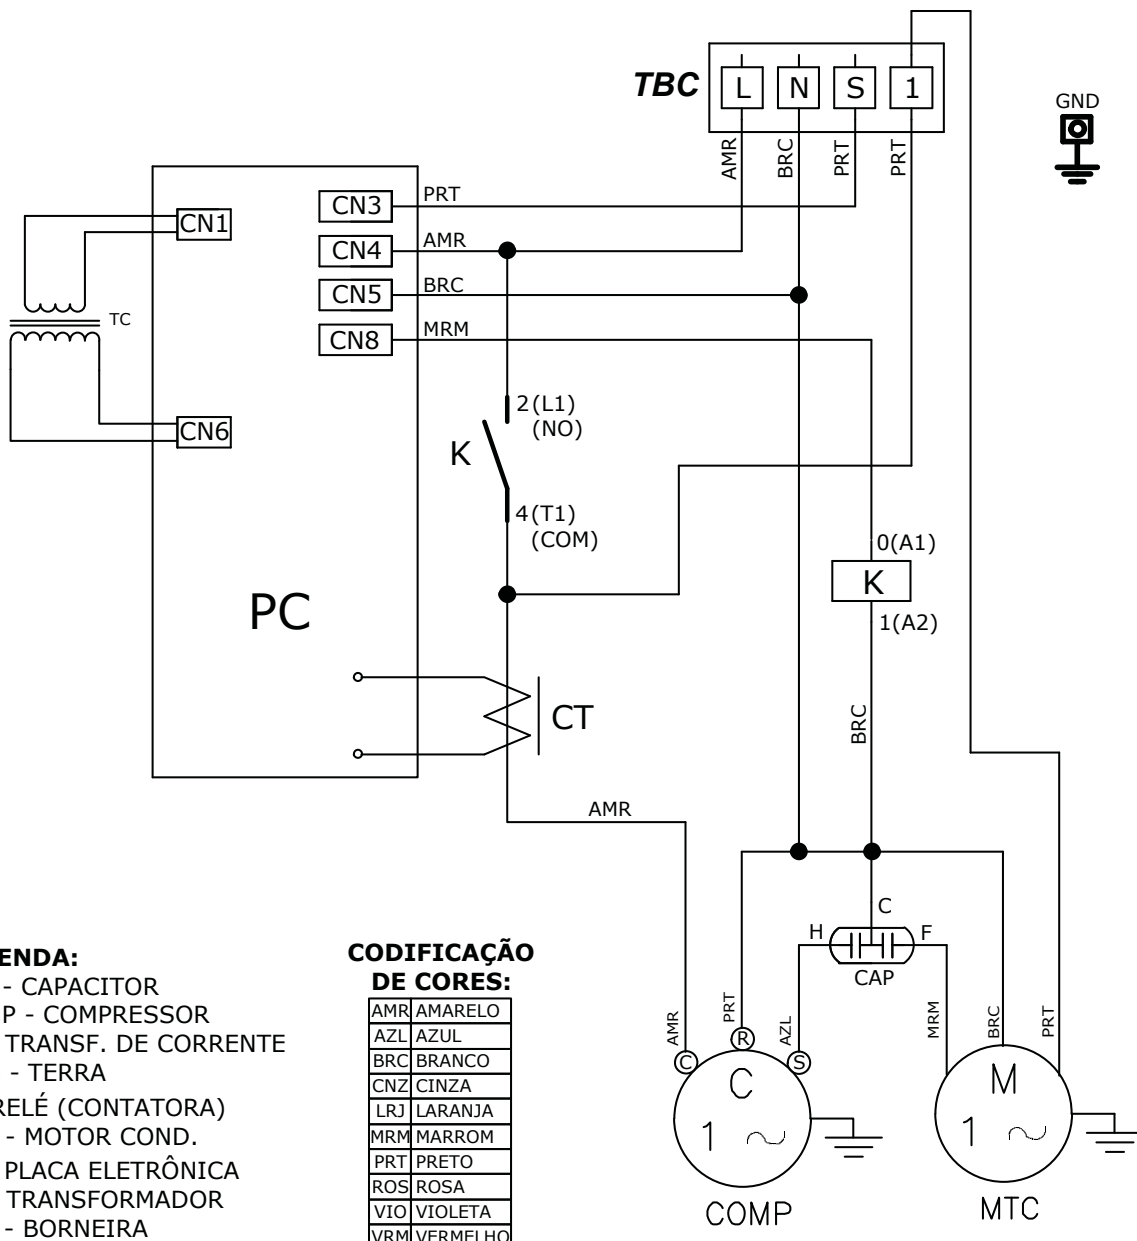 TBC
L N S 1
GND
AMR
BRC
PRT
PRT
CN3 PRT
CN1
CN4 AMR
CN5 BRC
TC
CN8 MRM
2(L1)
(NO)
CN6
K
4(T1)
(COM)
0(A1)
K
1(A2)
PC
CT
BRC
AMR
C
H F
CAP
AMR
PRT
AZL
MRM
BRC
PRT
C R S
C
1
COMP
M
1
MTC
ENDA:
- CAPACITOR
P - COMPRESSOR
TRANSF. DE CORRENTE
- TERRA
RELÉ (CONTATORA)
- MOTOR COND.
PLACA ELETRÔNICA
TRANSFORMADOR
- BORNEIRA
CODIFICAÇÃO
DE CORES:
AMR AMARELO
AZL AZUL
BRC BRANCO
CNZ CINZA
LRJ LARANJA
MRM MARROM
PRT PRETO
ROS ROSA
VIO VIOLETA
VRM VERMELHO